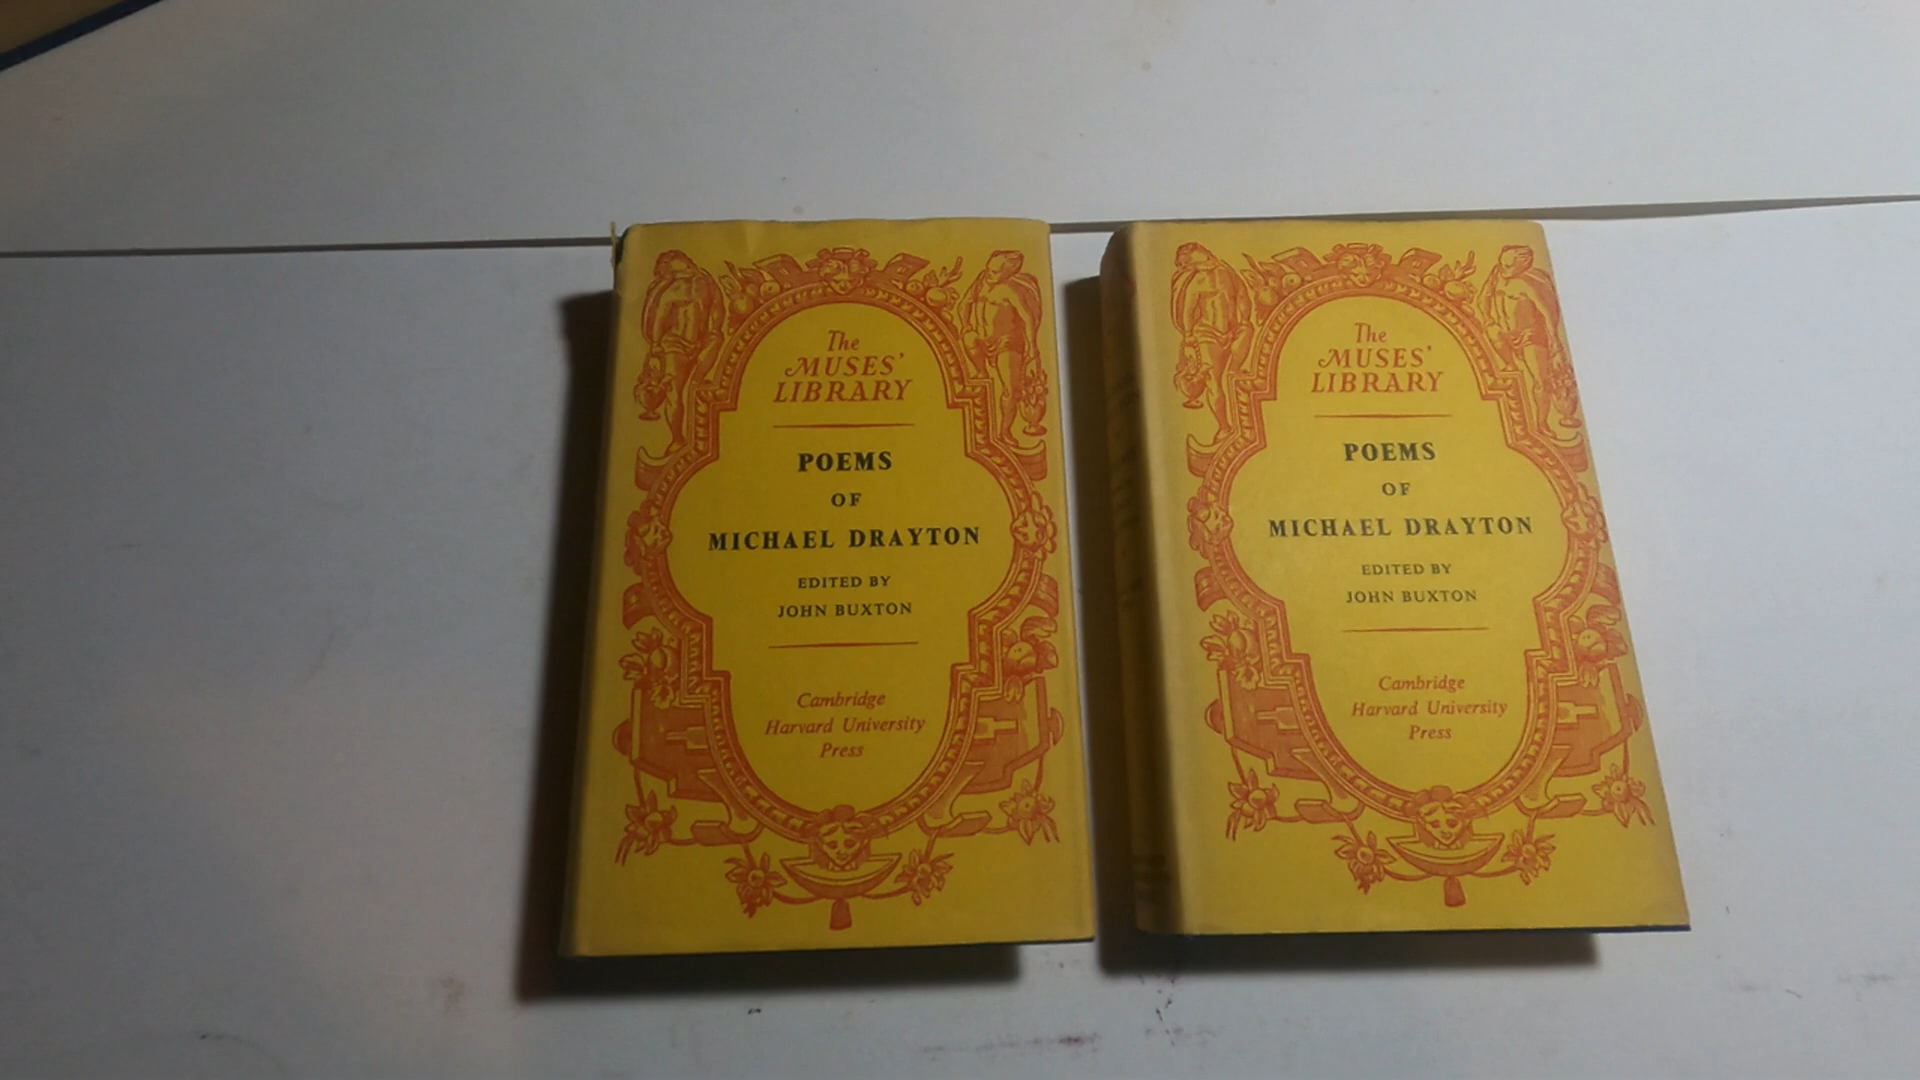 The
MUSES'
LIBRARY
POEMS
OF
MICHAEL DRAYTON
EDITED BY
JOHN BUXTON
Cambridge
Harvard University
Press
The
MUSES'
LIBRARY
POEMS
OF
MICHAEL DRAYTON
EDITED BY
JOHN BUXTON
Cambridge
Harvard University
Press